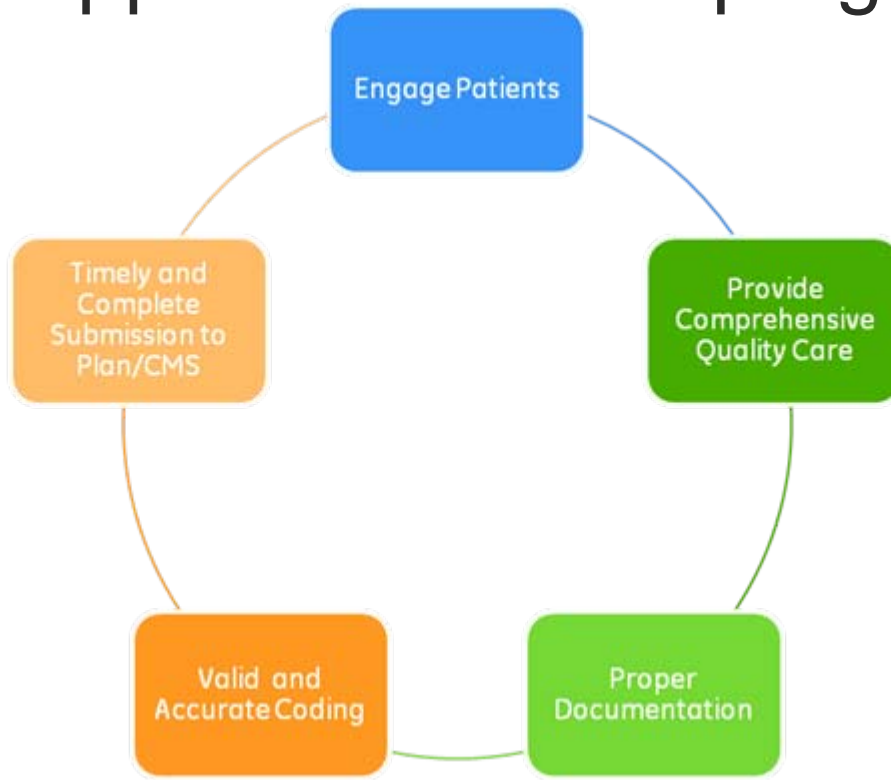 Engage Patients
Provide
Comprehensive
Quality Care
Proper
Documentation
Valid and
Accurate Coding
Timely and
Complete
Submission to
Plan/CMS